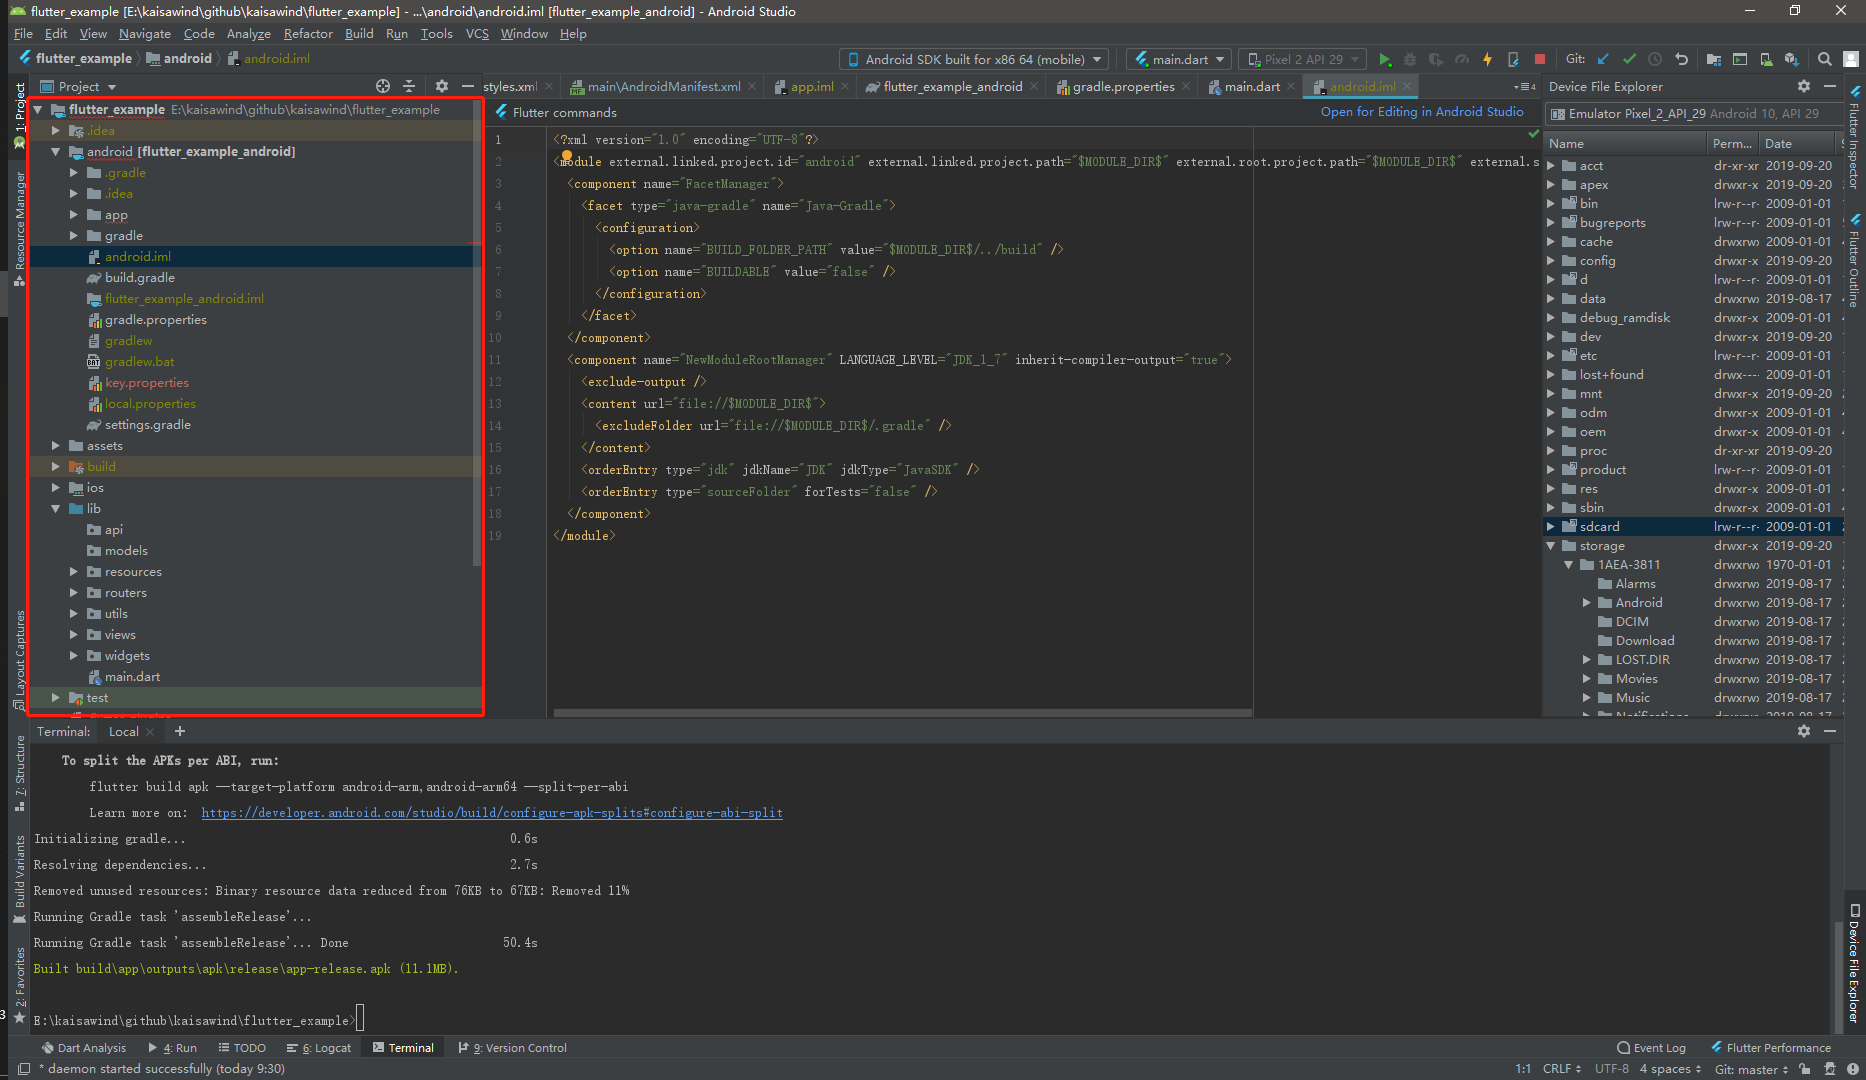 flutter_example [E:\kaisawind\github\kaisawind\flutter_example] - ...\android\android.iml [flutter_example_android] - Android Studio
File Edit View Navigate Code Analyze Refactor Build Run Tools VCS Window Help
flutter_example android android.iml
Android SDK built for x86 64 (mobile) main.dart Pixel 2 API 29 Git:
Project
styles.xml main\AndroidManifest.xml app.iml flutter_example_android gradle.properties main.dart android.iml
1: Project
Resource Manager
Layout Captures
7: Structure
Build Variants
2: Favorites
flutter_example E:\kaisawind\github\kaisawind\flutter_example
.idea
android [flutter_example_android]
.gradle
.idea
app
gradle
android.iml
build.gradle
flutter_example_android.iml
gradle.properties
gradlew
gradlew.bat
key.properties
local.properties
settings.gradle
assets
build
ios
lib
api
models
resources
routers
utils
views
widgets
main.dart
test
Flutter commands Open for Editing in Android Studio
1 <?xml version="1.0" encoding="UTF-8"?>
2 <module external.linked.project.id="android" external.linked.project.path="$MODULE_DIR$" external.root.project.path="$MODULE_DIR$" external.s
3 <component name="FacetManager">
4 <facet type="java-gradle" name="Java-Gradle">
5 <configuration>
6 <option name="BUILD_FOLDER_PATH" value="$MODULE_DIR$/../build" />
7 <option name="BUILDABLE" value="false" />
8 </configuration>
9 </facet>
10 </component>
11 <component name="NewModuleRootManager" LANGUAGE_LEVEL="JDK_1_7" inherit-compiler-output="true">
12 <exclude-output />
13 <content url="file://$MODULE_DIR$">
14 <excludeFolder url="file://$MODULE_DIR$/.gradle" />
15 </content>
16 <orderEntry type="jdk" jdkName="JDK" jdkType="JavaSDK" />
17 <orderEntry type="sourceFolder" forTests="false" />
18 </component>
19 </module>
Device File Explorer
Emulator Pixel_2_API_29 Android 10, API 29
Name Perm... Date
acct dr-xr-xr 2019-09-20
apex drwxr-x 2009-01-01
bin lrw-r--r- 2009-01-01
bugreports lrw-r--r- 2009-01-01
cache drwxrwx 2009-01-01
config drwxr-x 2019-09-20
d lrw-r--r- 2009-01-01
data drwxrwx 2019-08-17
debug_ramdisk drwxr-x 2009-01-01
dev drwxr-x 2019-09-20
etc lrw-r--r- 2009-01-01
lost+found drwx---- 2009-01-01
mnt drwxr-x 2019-09-20
odm drwxr-x 2009-01-01
oem drwxr-x 2009-01-01
proc dr-xr-xr 2019-09-20
product lrw-r--r- 2009-01-01
res drwxr-x 2009-01-01
sbin drwxr-x 2009-01-01
sdcard lrw-r--r- 2009-01-01
storage drwxr-x 2019-09-20
1AEA-3811 drwxrwx 1970-01-01
Alarms drwxrwx 2019-08-17
Android drwxrwx 2019-08-17
DCIM drwxrwx 2019-08-17
Download drwxrwx 2019-08-17
LOST.DIR drwxrwx 2019-08-17
Movies drwxrwx 2019-08-17
Music drwxrwx 2019-08-17
Notifications drwxrwx 2019-08-17
Flutter Inspector
Flutter Outline
Device File Explorer
Terminal: Local
To split the APKs per ABI, run:
flutter build apk --target-platform android-arm,android-arm64 --split-per-abi
Learn more on: https://developer.android.com/studio/build/configure-apk-splits#configure-abi-split
Initializing gradle... 0.6s
Resolving dependencies... 2.7s
Removed unused resources: Binary resource data reduced from 76KB to 67KB: Removed 11%
Running Gradle task 'assembleRelease'...
Running Gradle task 'assembleRelease'... Done 50.4s
Built build\app\outputs\apk\release\app-release.apk (11.1MB).
E:\kaisawind\github\kaisawind\flutter_example>
Dart Analysis 4: Run TODO 6: Logcat Terminal 9: Version Control Event Log Flutter Performance
* daemon started successfully (today 9:30) 1:1 CRLF UTF-8 4 spaces Git: master